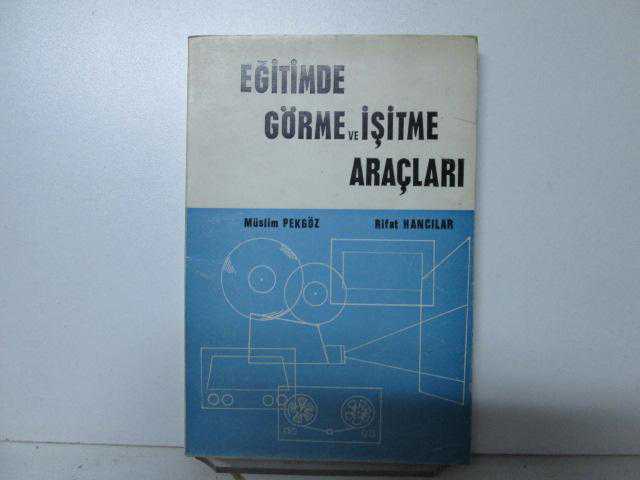 EĞİTİMDE
GÖRME VE İŞİTME
ARAÇLARI
Müslim PEKGÖZ Rifat HANCILAR